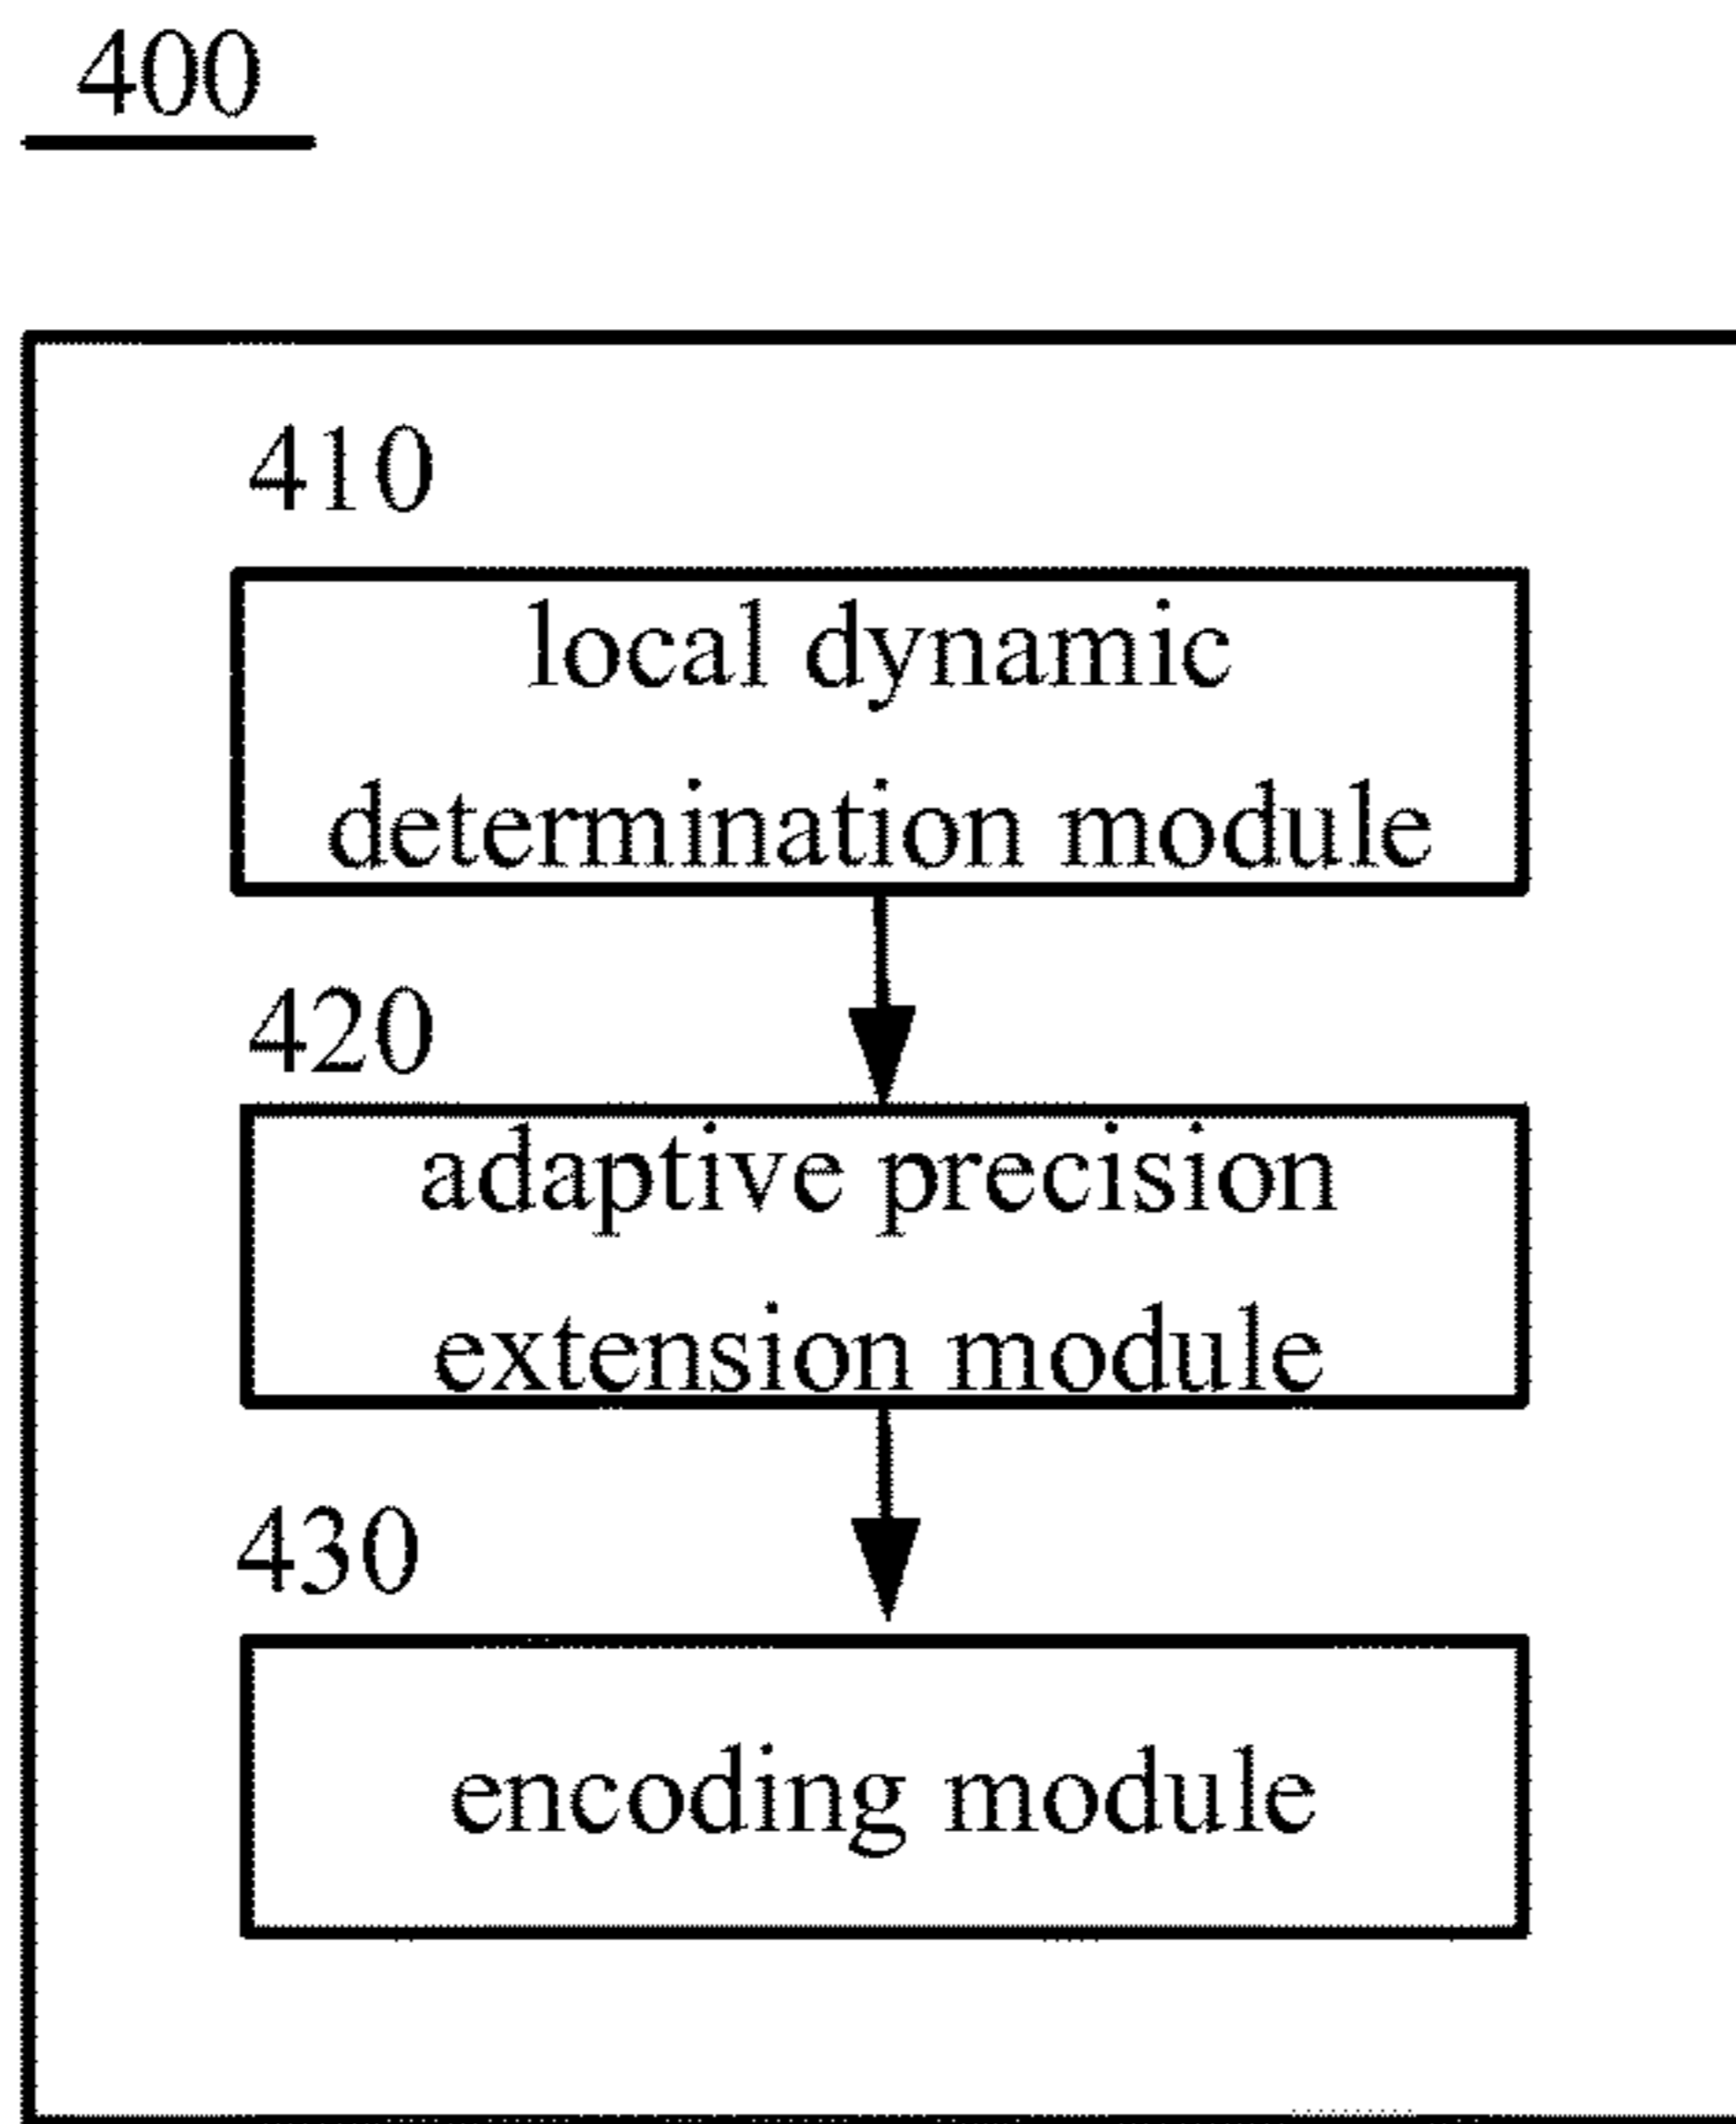 400
410
local dynamic
determination module
420
adaptive precision
extension module
430
encoding module